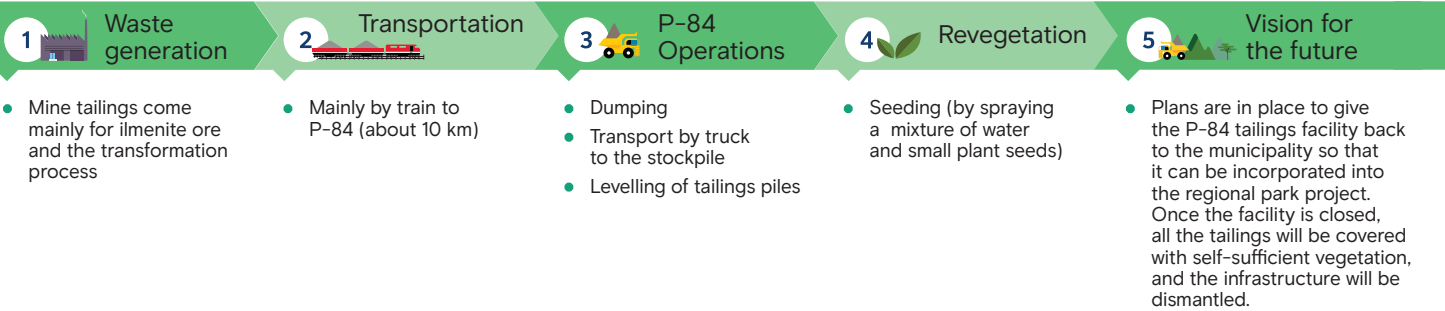 1
Waste
generation
Mine tailings come
mainly for ilmenite ore
and the transformation
process
2
Transportation
Mainly by train to
P-84 (about 10 km)
3
P-84
Operations
Dumping
Transport by truck
to the stockpile
Levelling of tailings piles
4
Revegetation
Seeding (by spraying
a mixture of water
and small plant seeds)
5
Vision for
the future
Plans are in place to give
the P-84 tailings facility back
to the municipality so that
it can be incorporated into
the regional park project.
Once the facility is closed,
all the tailings will be covered
with self-sufficient vegetation,
and the infrastructure will be
dismantled.